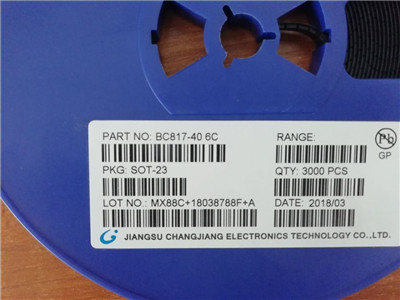 PART NO: BC817-40 6C RANGE:
Pb
GP
PKG: SOT-23 QTY: 3000 PCS
LOT NO.: MX88C+18038788F+A DATE: 2018/03
JIANGSU CHANGJIANG ELECTRONICS TECHNOLOGY CO.,LTD.